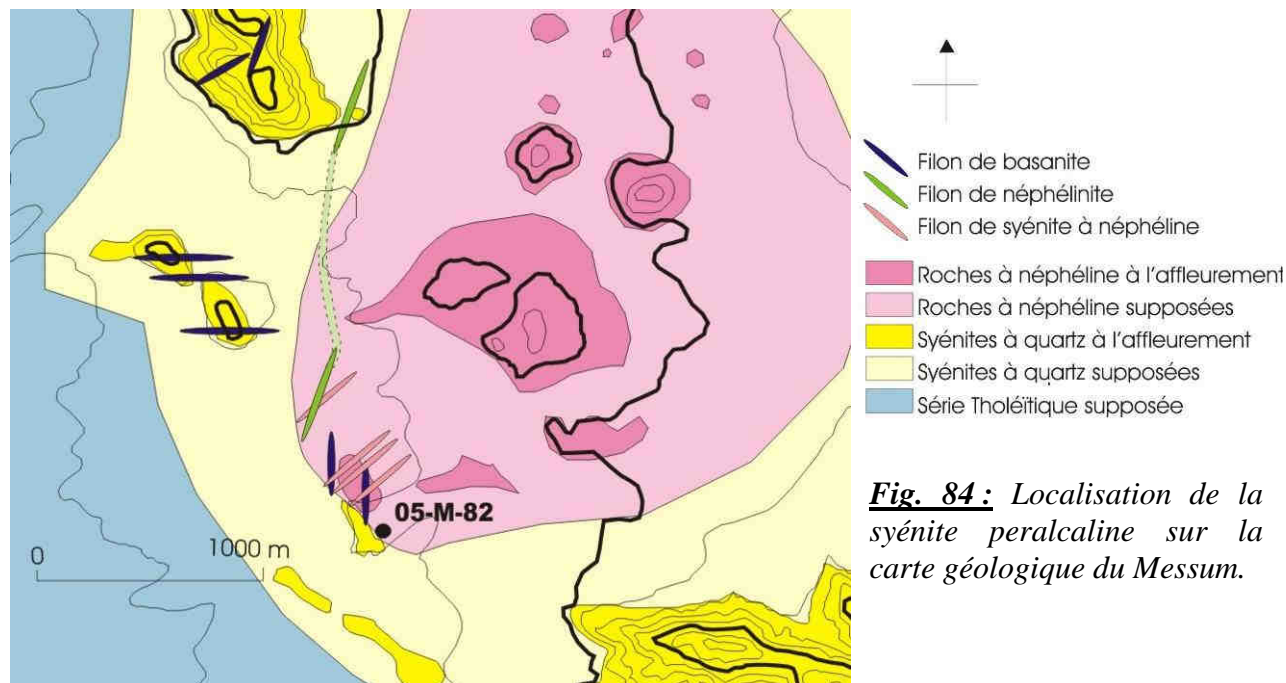 05-M-82
0
1000 m
Filon de basanite
Filon de néphélinite
Filon de syénite à néphéline
Roches à néphéline à l'affleurement
Roches à néphéline supposées
Syénites à quartz à l'affleurement
Syénites à quartz supposées
Série Tholéïtique supposée
Fig. 84 : Localisation de la
syénite peralcaline sur la
carte géologique du Messum.